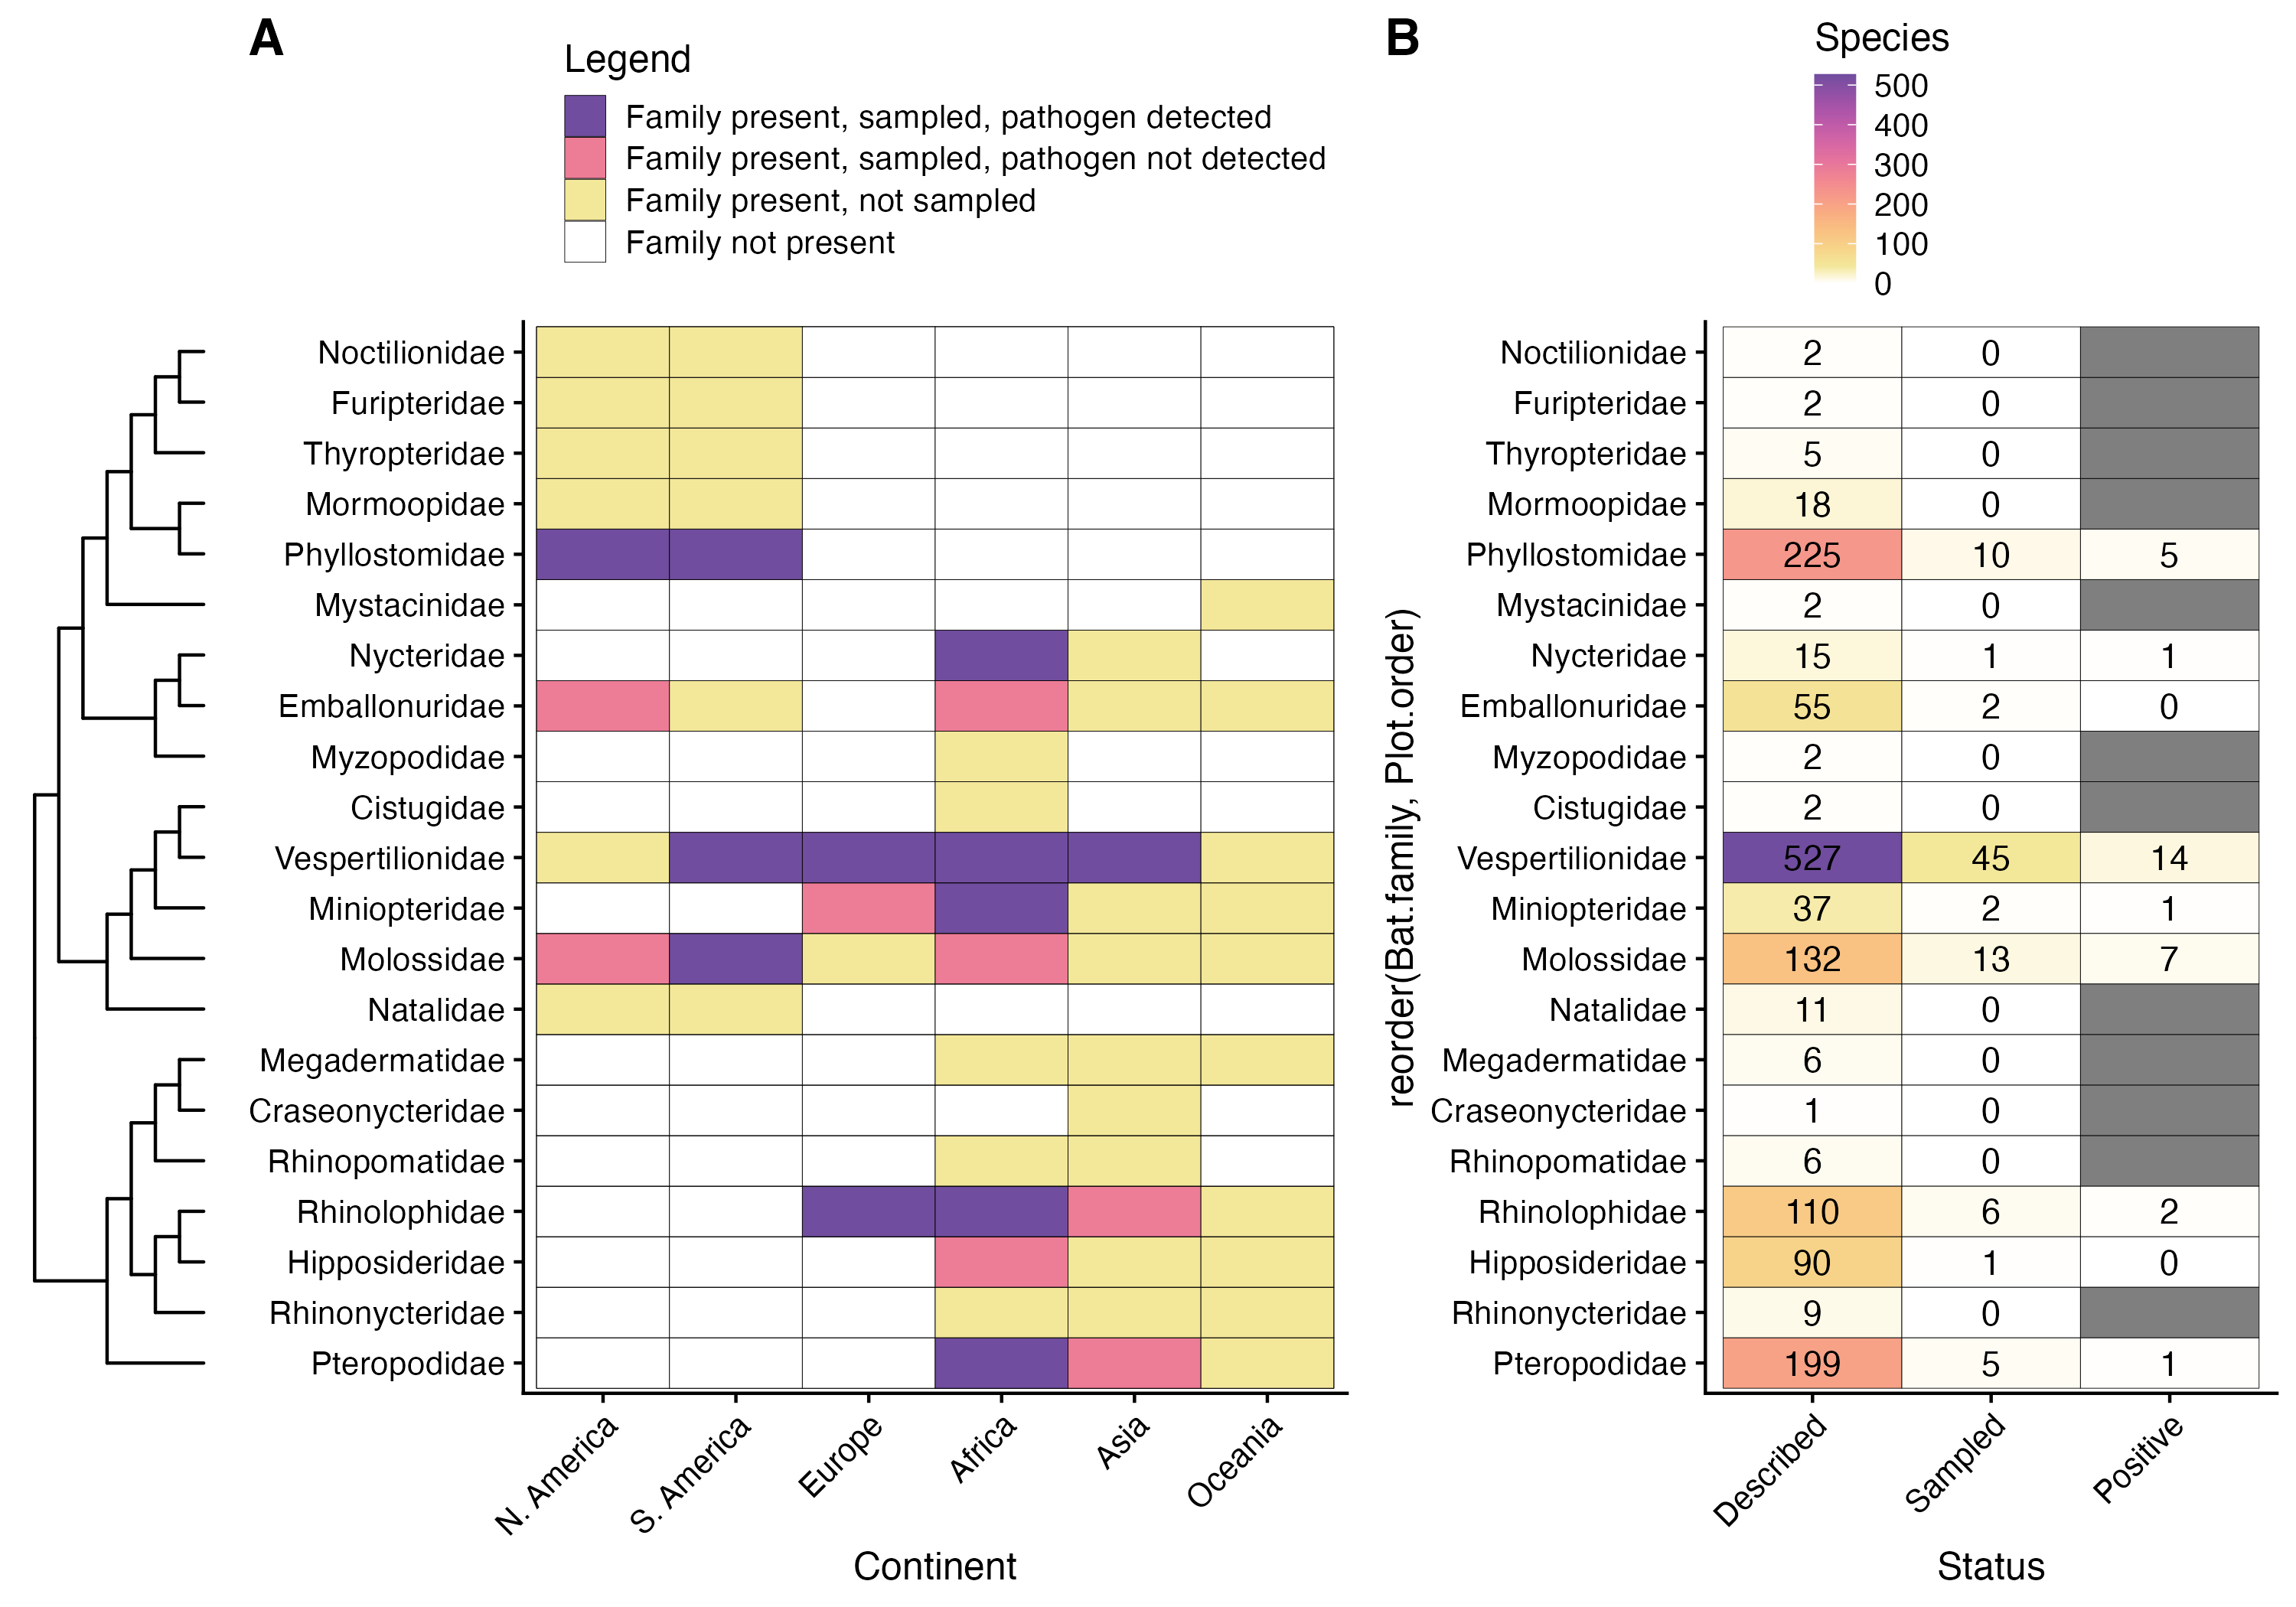 A
Legend
Family present, sampled, pathogen detected
Family present, sampled, pathogen not detected
Family present, not sampled
Family not present
Noctilionidae
Furipteridae
Thyropteridae
Mormoopidae
Phyllostomidae
Mystacinidae
Nycteridae
Emballonuridae
Myzopodidae
Cistugidae
Vespertilionidae
Miniopteridae
Molossidae
Natalidae
Megadermatidae
Craseonycteridae
Rhinopomatidae
Rhinolophidae
Hipposideridae
Rhinonycteridae
Pteropodidae
N. America
S. America
Europe
Africa
Asia
Oceania
Continent
B
Species
500
400
300
200
100
0
reorder(Bat.family, Plot.order)
Noctilionidae 2 0
Furipteridae 2 0
Thyropteridae 5 0
Mormoopidae 18 0
Phyllostomidae 225 10 5
Mystacinidae 2 0
Nycteridae 15 1 1
Emballonuridae 55 2 0
Myzopodidae 2 0
Cistugidae 2 0
Vespertilionidae 527 45 14
Miniopteridae 37 2 1
Molossidae 132 13 7
Natalidae 11 0
Megadermatidae 6 0
Craseonycteridae 1 0
Rhinopomatidae 6 0
Rhinolophidae 110 6 2
Hipposideridae 90 1 0
Rhinonycteridae 9 0
Pteropodidae 199 5 1
Described
Sampled
Positive
Status